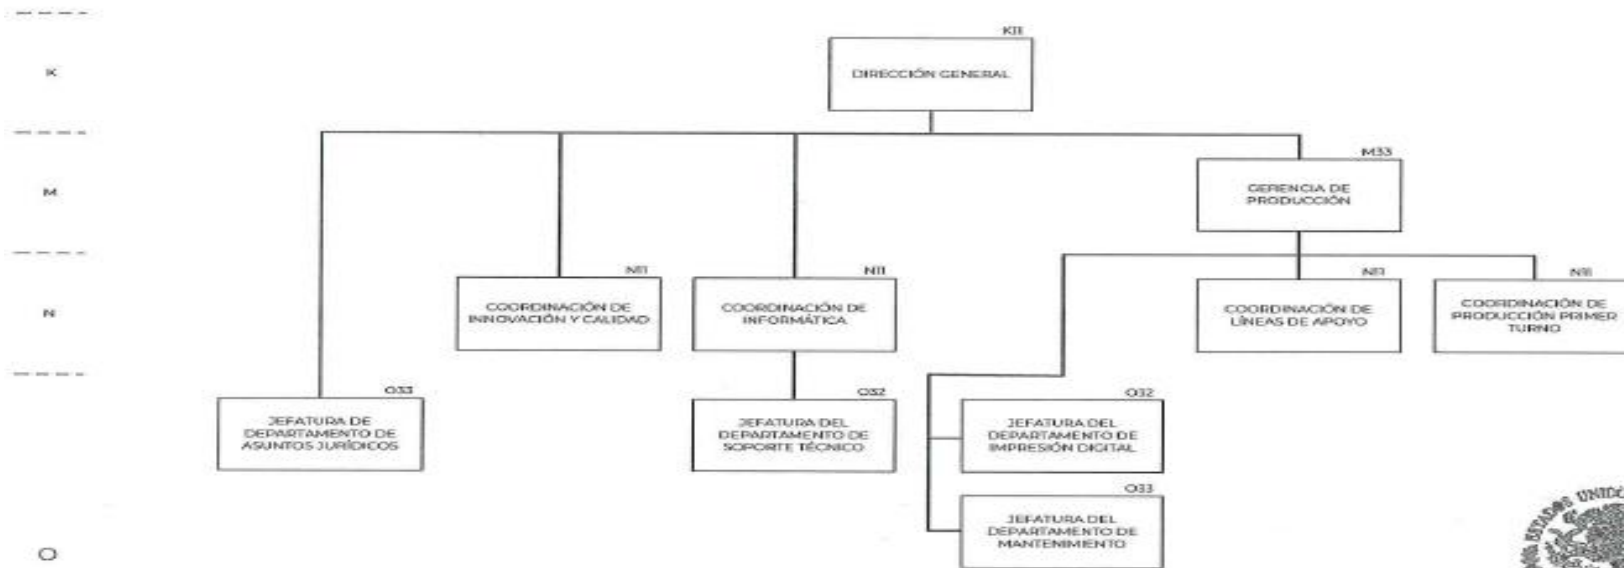 K11
K
DIRECCIÓN GENERAL
M33
M
GERENCIA DE
PRODUCCIÓN
N11
N11
N11
N11
N
COORDINACIÓN DE
INNOVACIÓN Y CALIDAD
COORDINACIÓN DE
INFORMÁTICA
COORDINACIÓN DE
LÍNEAS DE APOYO
COORDINACIÓN DE
PRODUCCIÓN PRIMER
TURNO
O33
O32
O32
JEFATURA DE
DEPARTAMENTO DE
ASUNTOS JURÍDICOS
JEFATURA DEL
DEPARTAMENTO DE
SOPORTE TÉCNICO
JEFATURA DEL
DEPARTAMENTO DE
IMPRESIÓN DIGITAL
O33
JEFATURA DEL
DEPARTAMENTO DE
MANTENIMIENTO
O